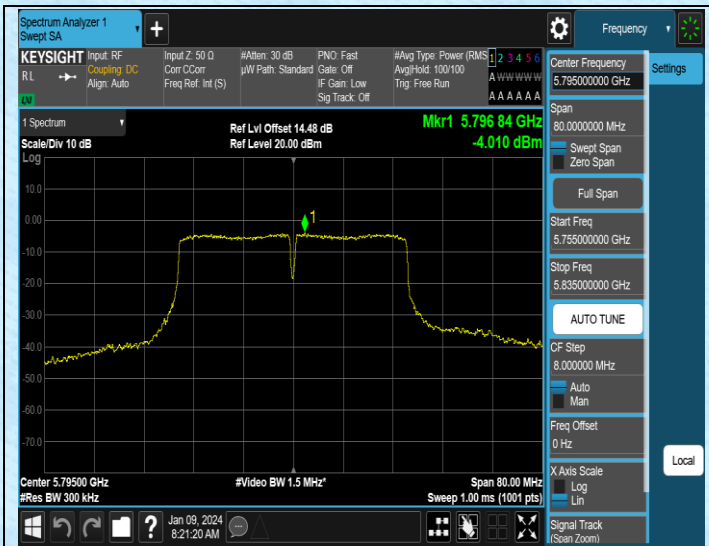 Spectrum Analyzer 1
Swept SA
+
Frequency
KEYSIGHT
RL
LXI
Input: RF
Coupling: DC
Align: Auto
Input Z: 50 Ω
Corr CCorr
Freq Ref: Int (S)
#Atten: 30 dB
µW Path: Standard
PNO: Fast
Gate: Off
IF Gain: Low
Sig Track: Off
#Avg Type: Power (RMS
Avg|Hold: 100/100
Trig: Free Run
1 2 3 4 5 6
A W W W W W
A A A A A A
Center Frequency
5.795000000 GHz
Settings
Span
80.0000000 MHz
Swept Span
Zero Span
Full Span
Start Freq
5.755000000 GHz
Stop Freq
5.835000000 GHz
AUTO TUNE
CF Step
8.000000 MHz
Auto
Man
Freq Offset
0 Hz
X Axis Scale
Log
Lin
Signal Track
(Span Zoom)
Local
1 Spectrum
Scale/Div 10 dB
Log
Ref Lvl Offset 14.48 dB
Ref Level 20.00 dBm
Mkr1 5.796 84 GHz
-4.010 dBm
10.0
0.00
-10.0
-20.0
-30.0
-40.0
-50.0
-60.0
-70.0
1
Center 5.79500 GHz
#Res BW 300 kHz
#Video BW 1.5 MHz*
Span 80.00 MHz
Sweep 1.00 ms (1001 pts)
?
Jan 09, 2024
8:21:20 AM